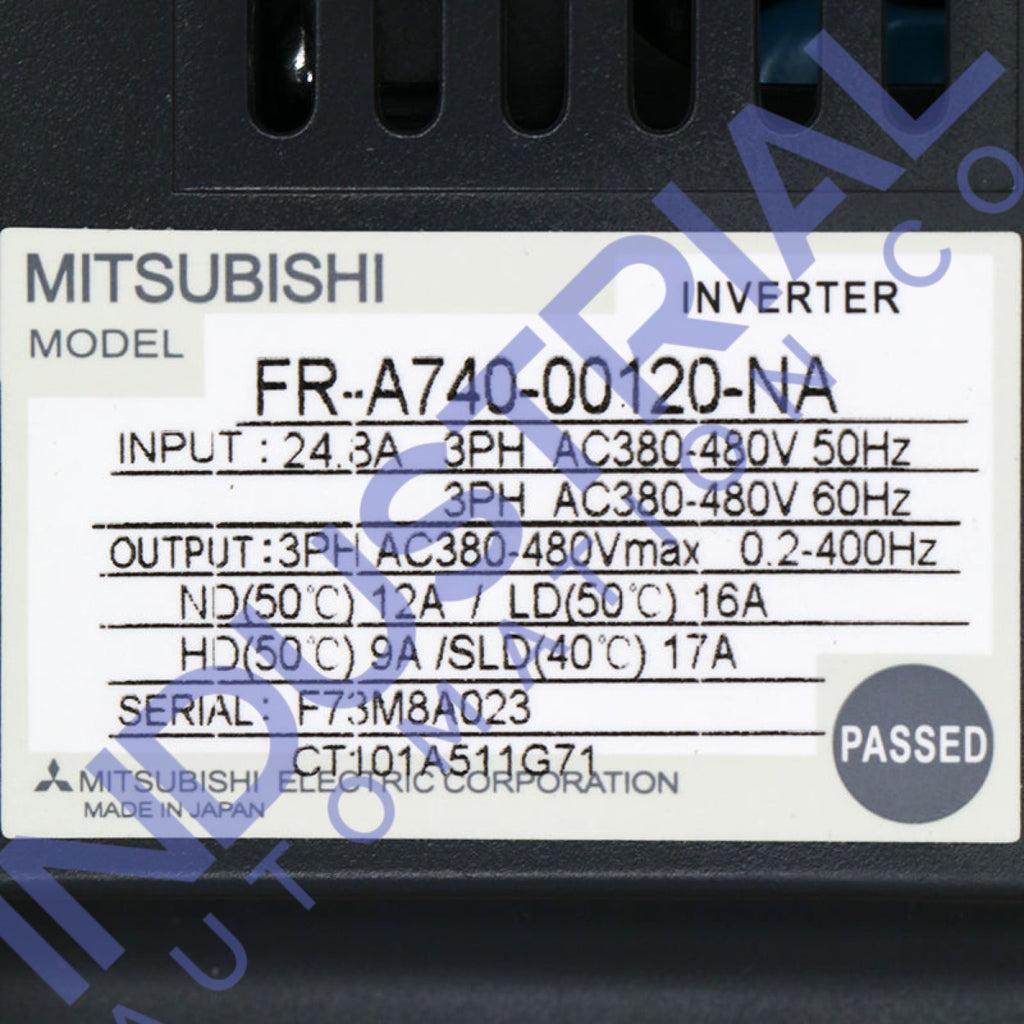 MITSUBISHI
INVERTER
MODEL
FR-A740-00120-NA
INPUT : 24.8A 3PH AC380-480V 50Hz
3PH AC380-480V 60Hz
OUTPUT:3PH AC380-480Vmax 0.2-400Hz
ND(50℃) 12A / LD(50℃) 16A
HD(50℃) 9A /SLD(40℃) 17A
SERIAL: F73M8A023
PASSED
CT101A511G71
MITSUBISHI ELECTRIC CORPORATION
MADE IN JAPAN
INDUSTRIAL
AUTOMATION CO